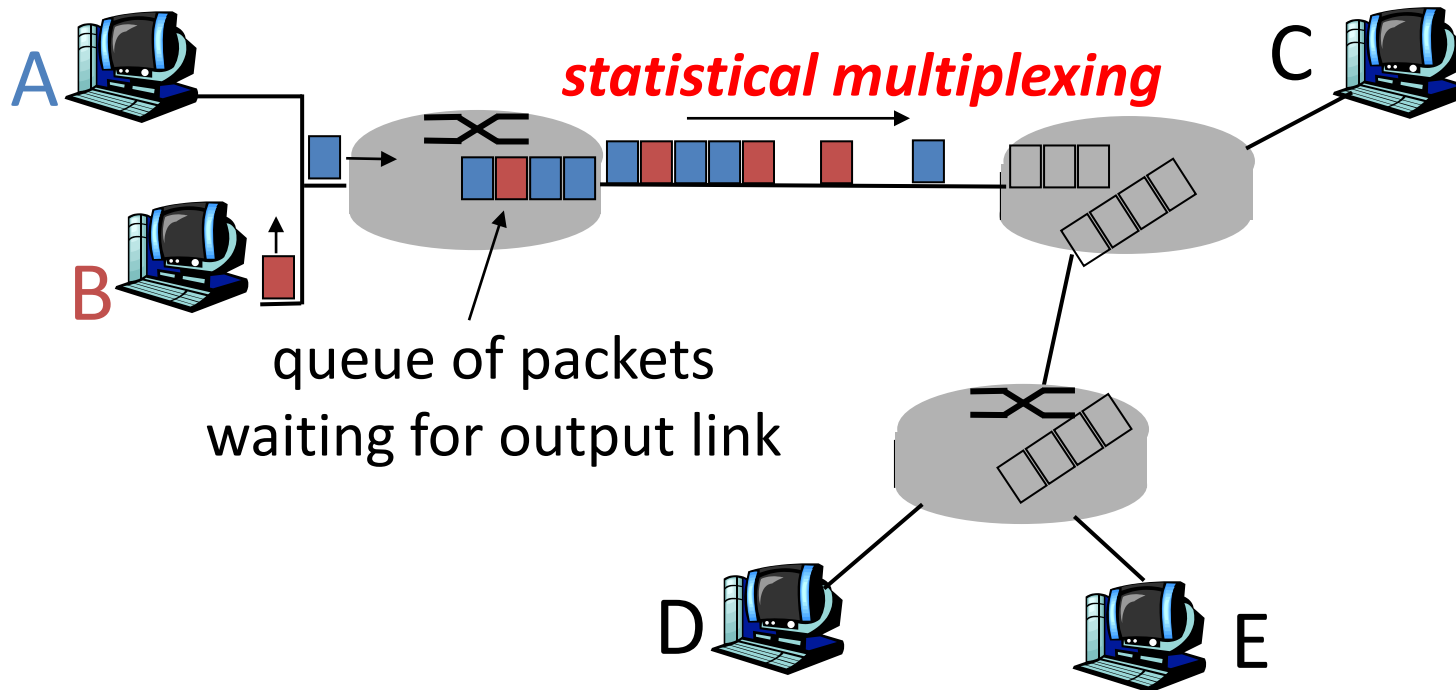 A
statistical multiplexing
C
B
queue of packets
waiting for output link
D
E